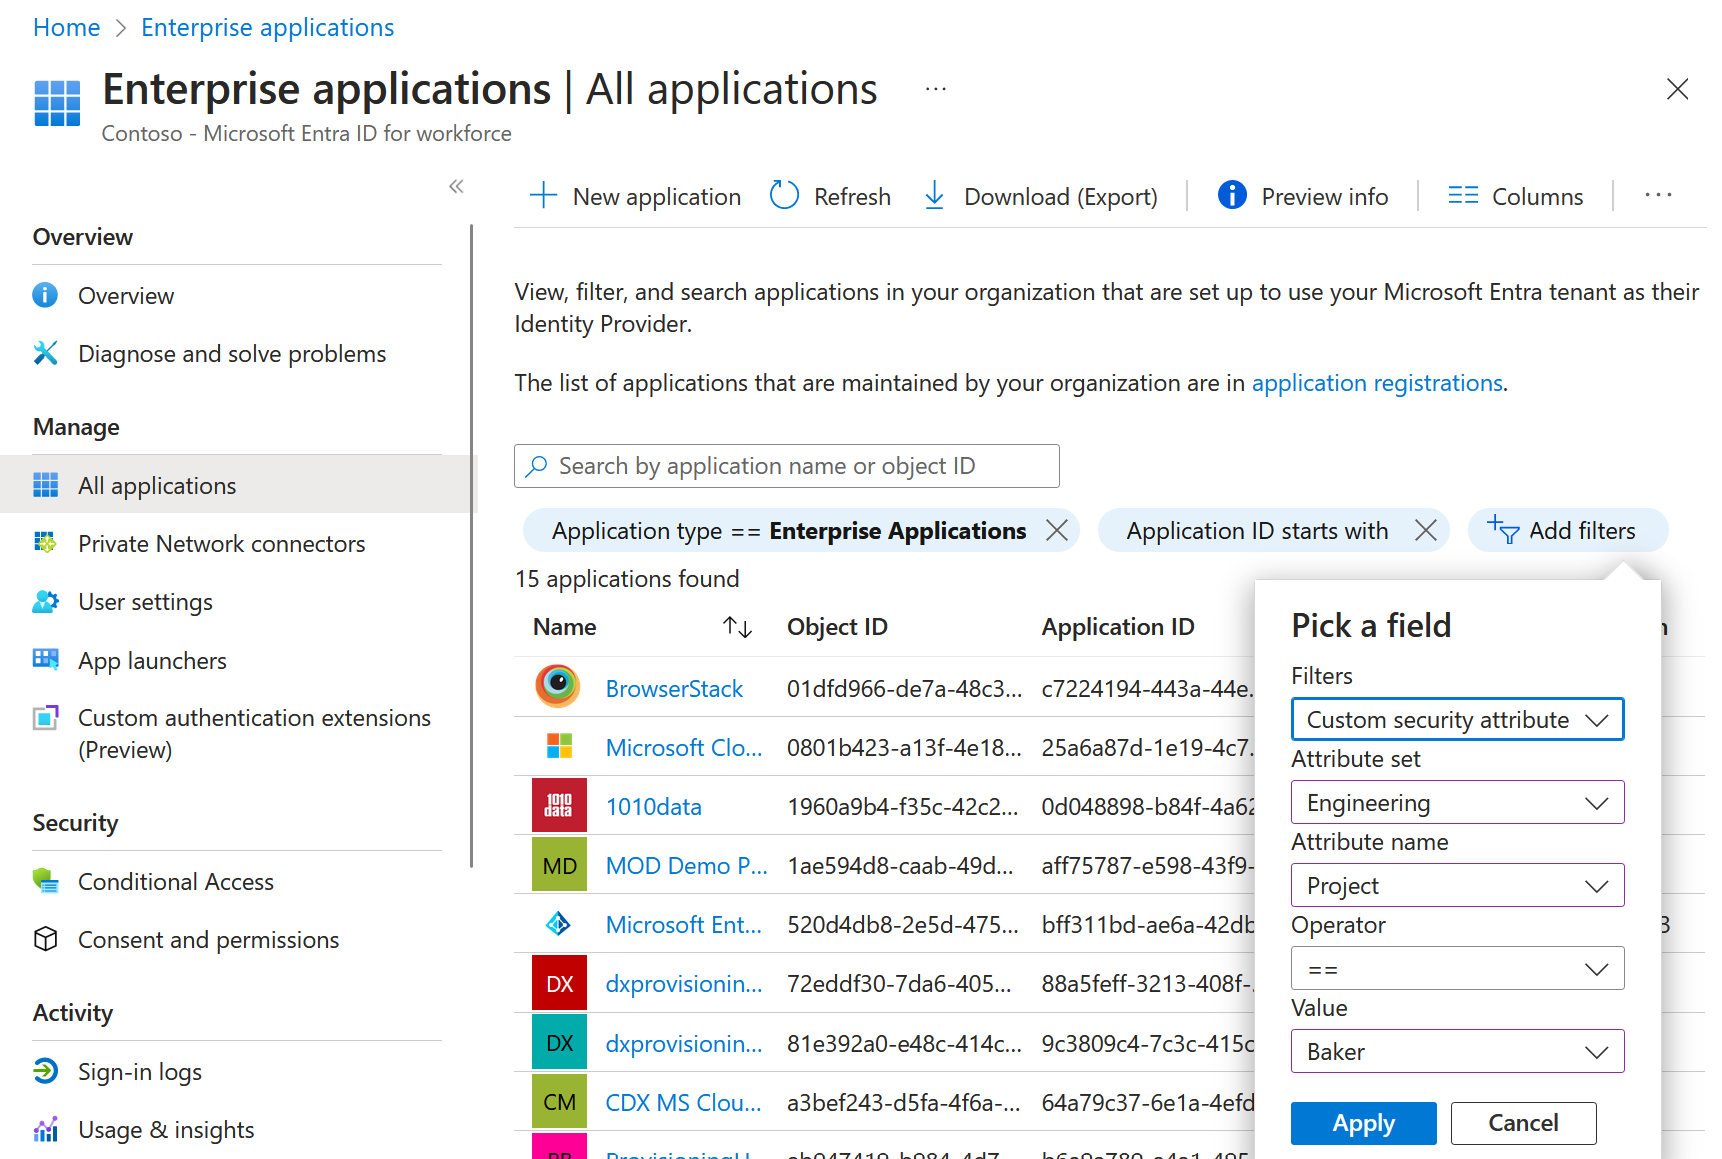 Home > Enterprise applications
Enterprise applications | All applications ...
Contoso - Microsoft Entra ID for workforce
«
Overview
Overview
Diagnose and solve problems
Manage
All applications
Private Network connectors
User settings
App launchers
Custom authentication extensions
(Preview)
Security
Conditional Access
Consent and permissions
Activity
Sign-in logs
Usage & insights
New application Refresh Download (Export) Preview info Columns ...
View, filter, and search applications in your organization that are set up to use your Microsoft Entra tenant as their
Identity Provider.
The list of applications that are maintained by your organization are in application registrations.
Search by application name or object ID
Application type == Enterprise Applications Application ID starts with Add filters
15 applications found
Name Object ID Application ID
BrowserStack 01dfd966-de7a-48c3... c7224194-443a-44e.
Microsoft Clo... 0801b423-a13f-4e18... 25a6a87d-1e19-4c7.
1010 data 1010data 1960a9b4-f35c-42c2... 0d048898-b84f-4a62
MD MOD Demo P... 1ae594d8-caab-49d... aff75787-e598-43f9-
Microsoft Ent... 520d4db8-2e5d-475... bff311bd-ae6a-42db 3
DX dxprovisionin... 72eddf30-7da6-405... 88a5feff-3213-408f-.
DX dxprovisionin... 81e392a0-e48c-414c... 9c3809c4-7c3c-415c
CM CDX MS Clou... a3bef243-d5fa-4f6a-... 64a79c37-6e1a-4efd
Pick a field
Filters
Custom security attribute
Attribute set
Engineering
Attribute name
Project
Operator
==
Value
Baker
Apply Cancel